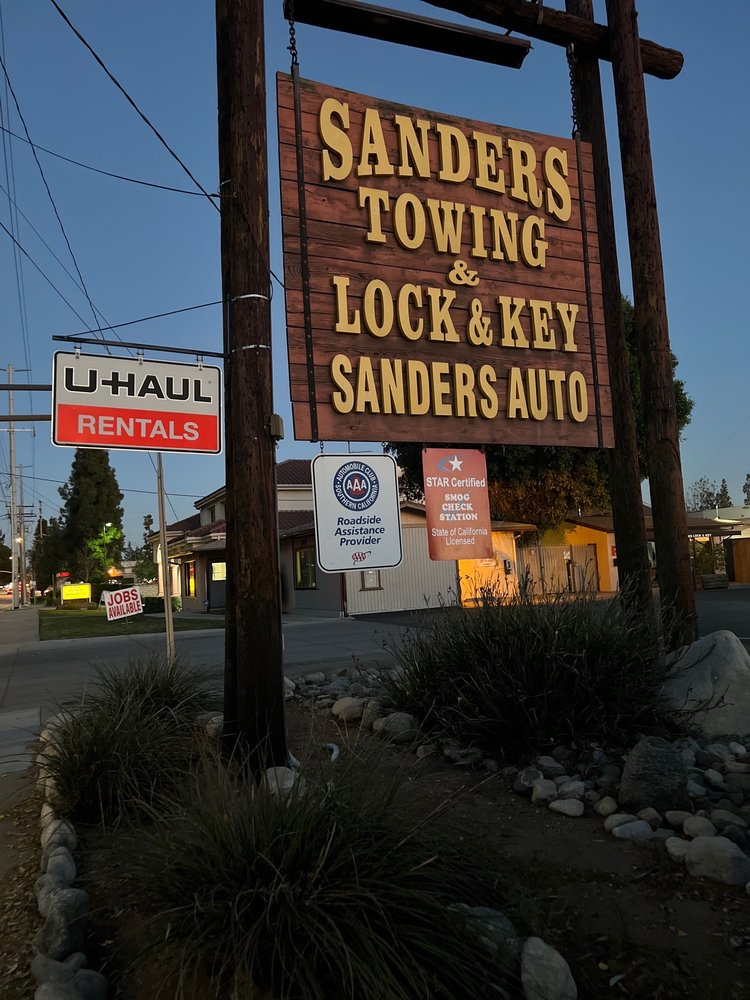 SANDERS
TOWING
&
LOCK & KEY
SANDERS AUTO
U-HAUL
RENTALS
AUTOMOBILE CLUB
AAA
SOUTHERN CALIFORNIA
Roadside
Assistance
Provider
AAA
STAR Certified
SMOG
CHECK
STATION
State of California
Licensed
JOBS
AVAILABLE